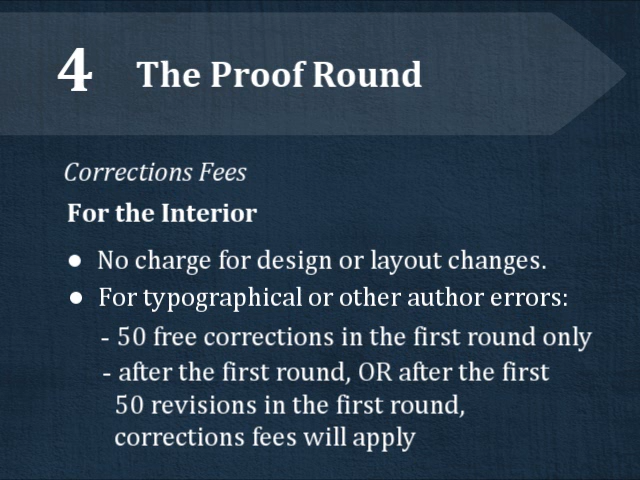 4 The Proof Round
Corrections Fees
For the Interior
● No charge for design or layout changes.
● For typographical or other author errors:
- 50 free corrections in the first round only
- after the first round, OR after the first
50 revisions in the first round,
corrections fees will apply